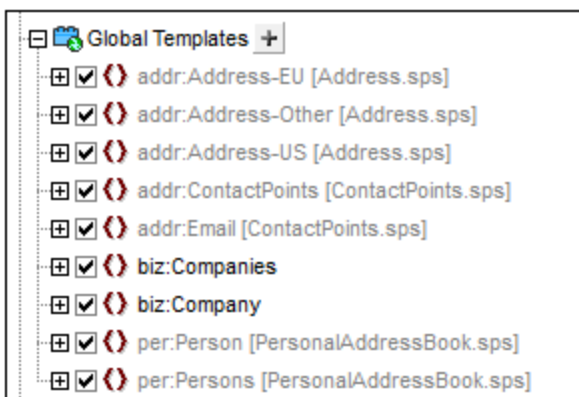 Global Templates
addr:Address-EU [Address.sps]
addr:Address-Other [Address.sps]
addr:Address-US [Address.sps]
addr:ContactPoints [ContactPoints.sps]
addr:Email [ContactPoints.sps]
biz:Companies
biz:Company
per:Person [PersonalAddressBook.sps]
per:Persons [PersonalAddressBook.sps]